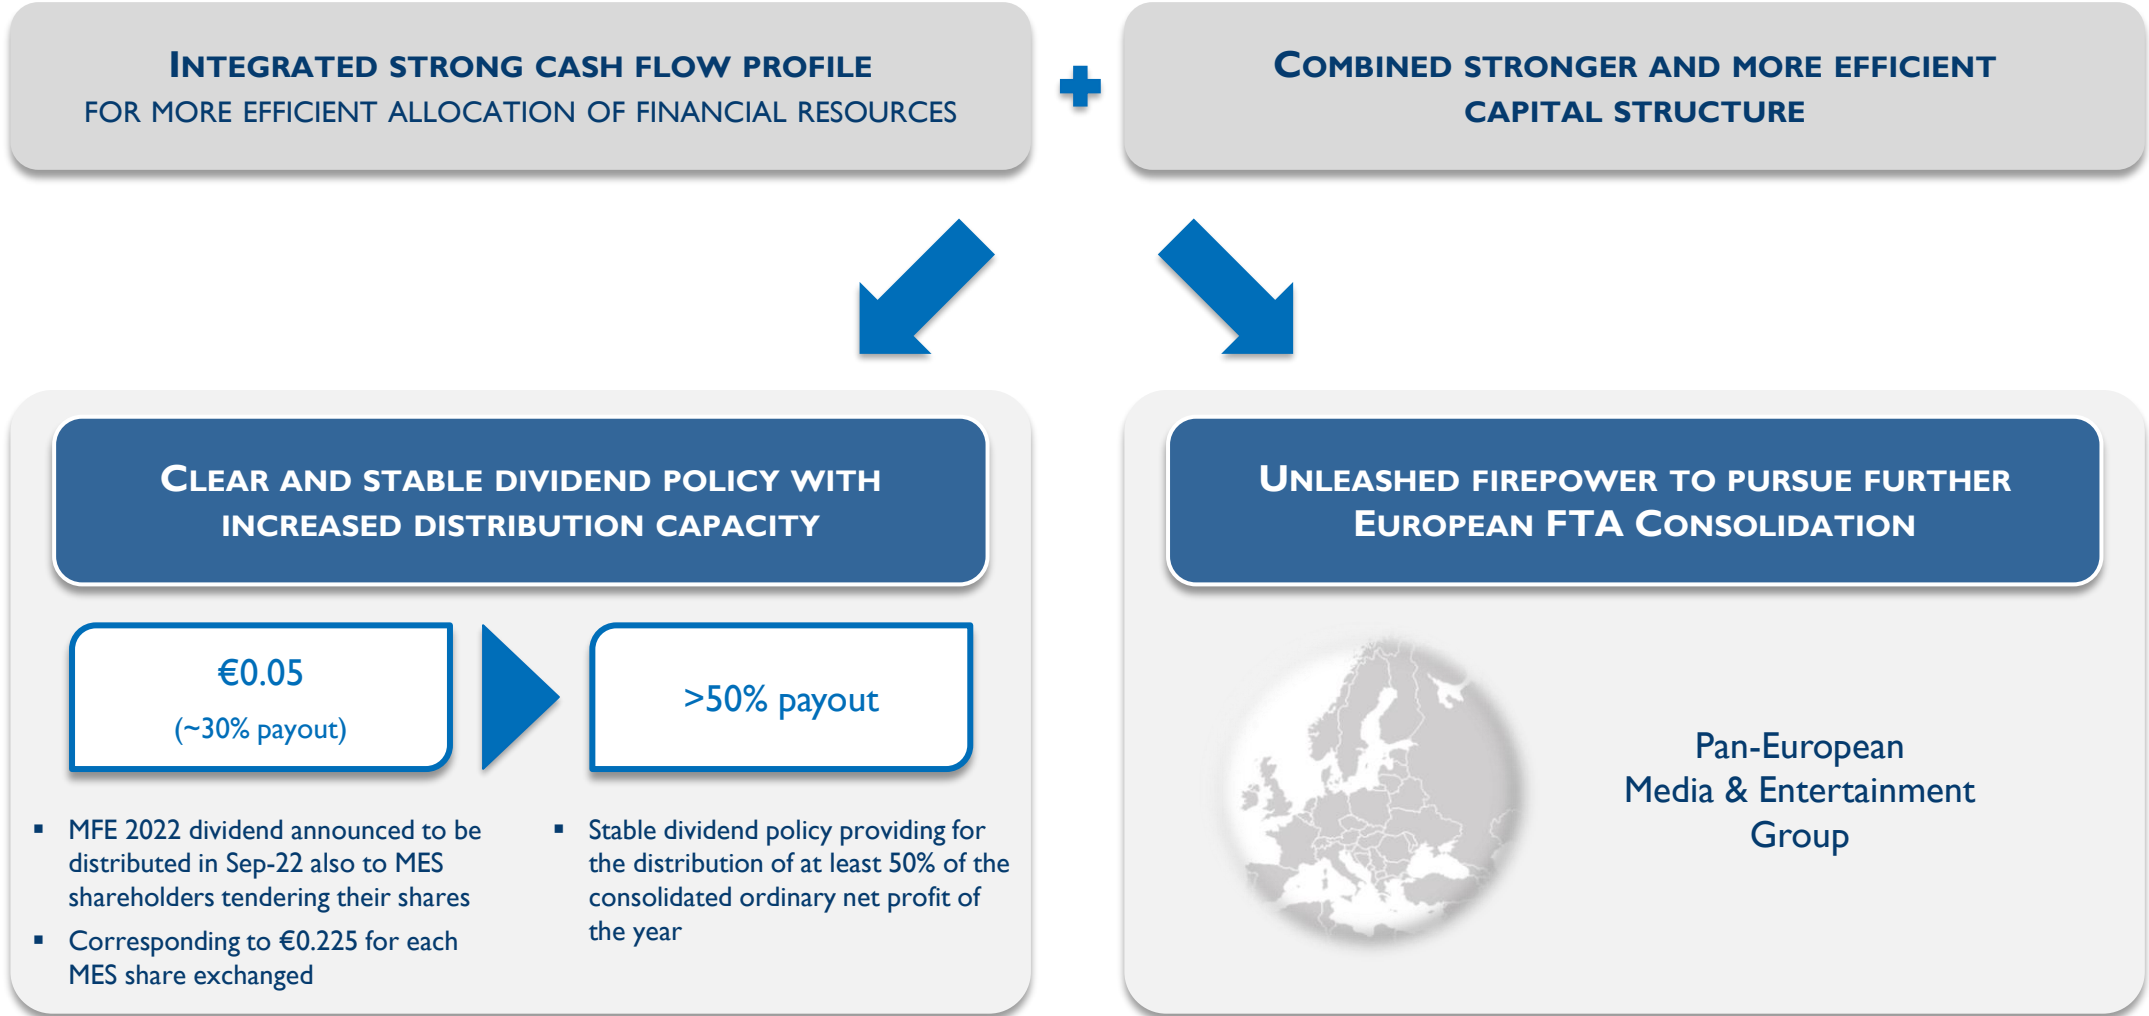 INTEGRATED STRONG CASH FLOW PROFILE
FOR MORE EFFICIENT ALLOCATION OF FINANCIAL RESOURCES
COMBINED STRONGER AND MORE EFFICIENT
CAPITAL STRUCTURE
CLEAR AND STABLE DIVIDEND POLICY WITH
INCREASED DISTRIBUTION CAPACITY
€0.05
(~30% payout)
>50% payout
▪ MFE 2022 dividend announced to be
distributed in Sep-22 also to MES
shareholders tendering their shares
▪ Corresponding to €0.225 for each
MES share exchanged
▪ Stable dividend policy providing for
the distribution of at least 50% of the
consolidated ordinary net profit of
the year
UNLEASHED FIREPOWER TO PURSUE FURTHER
EUROPEAN FTA CONSOLIDATION
Pan-European
Media & Entertainment
Group